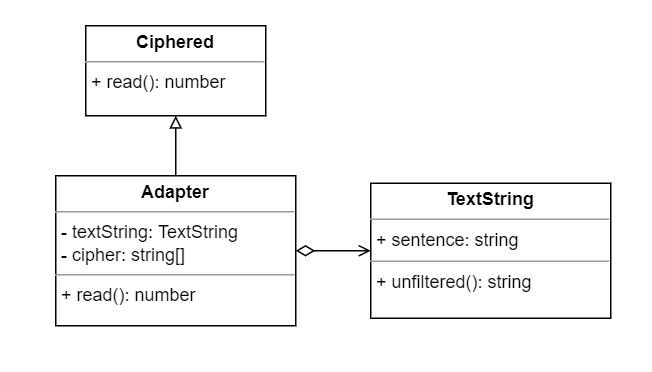 Ciphered
+ read(): number
Adapter
- textString: TextString
- cipher: string[]
+ read(): number
TextString
+ sentence: string
+ unfiltered(): string